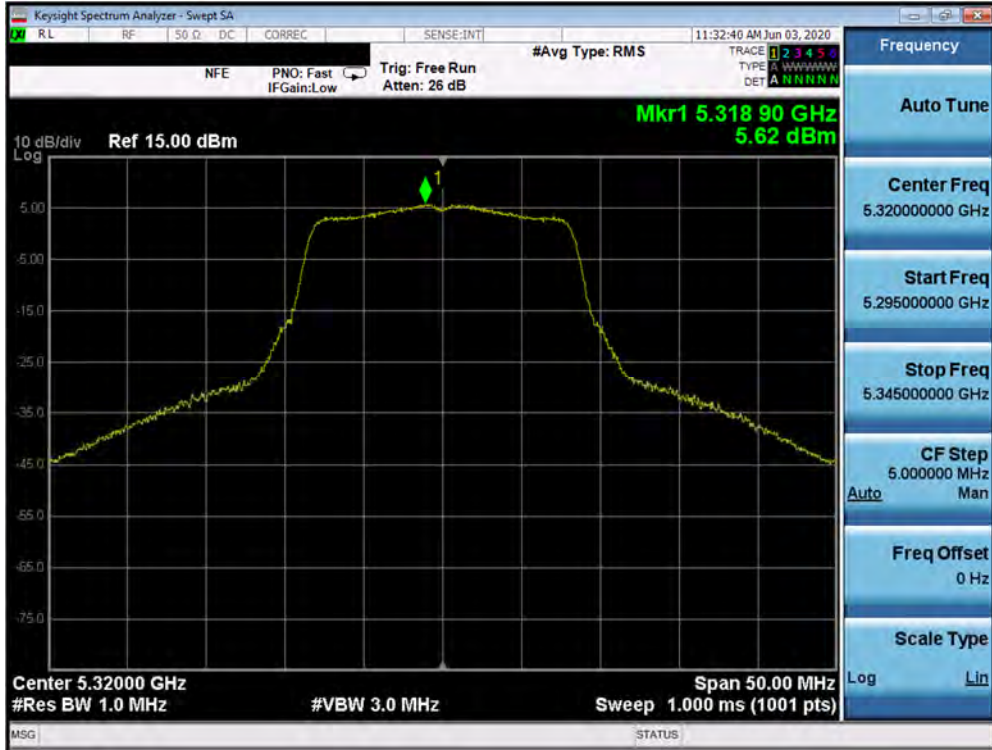 Keysight Spectrum Analyzer - Swept SA
LXI RL RF 50 Ω DC CORREC SENSE:INT 11:32:40 AM Jun 03, 2020
#Avg Type: RMS TRACE 1 2 3 4 5 6
NFE PNO: Fast Trig: Free Run TYPE A WWWWW
IFGain:Low Atten: 26 dB DET A N N N N N
Mkr1 5.318 90 GHz
10 dB/div Ref 15.00 dBm 5.62 dBm
Log
1
5.00
-5.00
-15.0
-25.0
-35.0
-45.0
-55.0
-65.0
-75.0
Center 5.32000 GHz Span 50.00 MHz
#Res BW 1.0 MHz #VBW 3.0 MHz Sweep 1.000 ms (1001 pts)
MSG STATUS
Frequency
Auto Tune
Center Freq
5.320000000 GHz
Start Freq
5.295000000 GHz
Stop Freq
5.345000000 GHz
CF Step
5.000000 MHz
Auto Man
Freq Offset
0 Hz
Scale Type
Log Lin